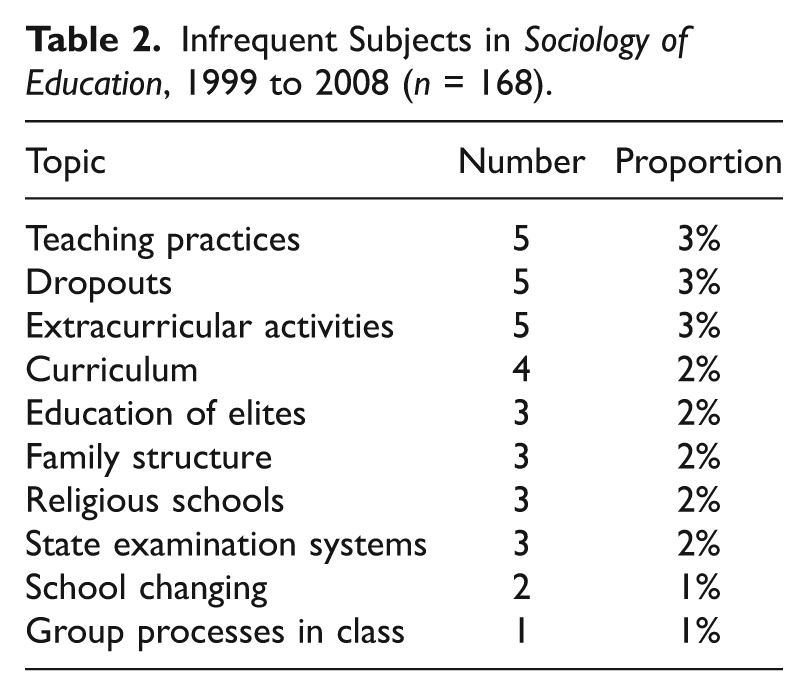 Table 2. Infrequent Subjects in Sociology of
Education, 1999 to 2008 (n = 168).
Topic Number Proportion
Teaching practices 5 3%
Dropouts 5 3%
Extracurricular activities 5 3%
Curriculum 4 2%
Education of elites 3 2%
Family structure 3 2%
Religious schools 3 2%
State examination systems 3 2%
School changing 2 1%
Group processes in class 1 1%